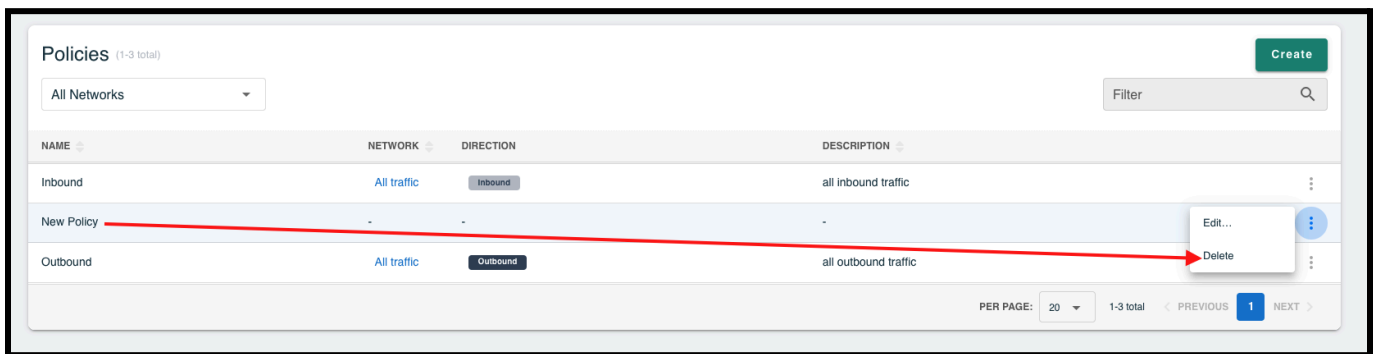 Policies (1-3 total)
Create
All Networks
Filter
NAME NETWORK DIRECTION DESCRIPTION
Inbound All traffic Inbound all inbound traffic
New Policy - - -
Edit...
Outbound All traffic Outbound all outbound traffic
Delete
PER PAGE: 20 1-3 total < PREVIOUS 1 NEXT >